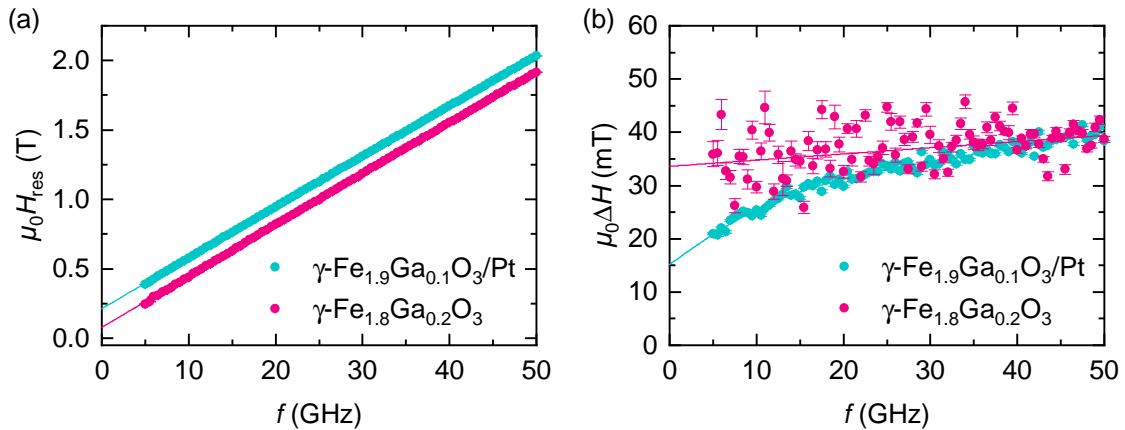 (a)
μ₀H_res (T)
2.0
1.5
1.0
0.5
0.0
γ-Fe₁.₉Ga₀.₁O₃/Pt
γ-Fe₁.₈Ga₀.₂O₃
0 10 20 30 40 50
f (GHz)
(b)
μ₀ΔH (mT)
60
50
40
30
20
10
0
γ-Fe₁.₉Ga₀.₁O₃/Pt
γ-Fe₁.₈Ga₀.₂O₃
0 10 20 30 40 50
f (GHz)